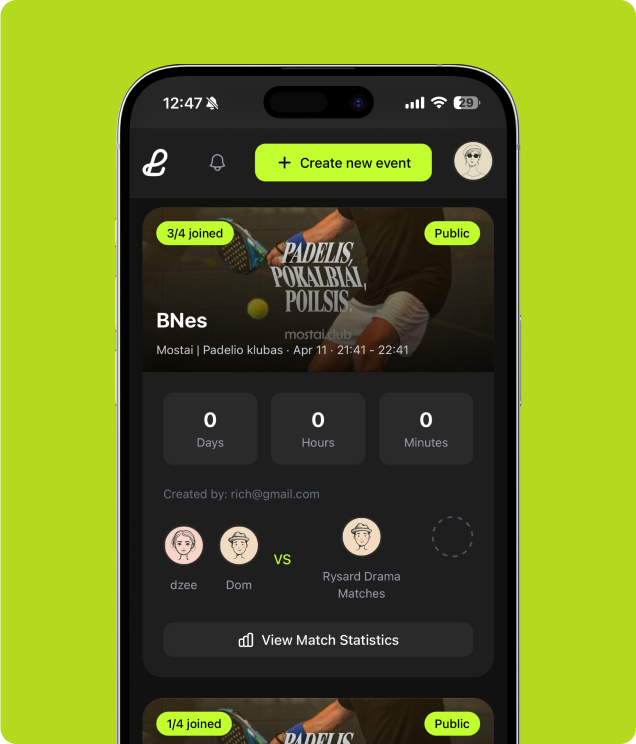 12:47
29
Create new event
3/4 joined
Public
PADELIS,
POKALBIAI,
POILSIS.
mostai.club
BNes
Mostai | Padelio klubas · Apr 11 · 21:41 - 22:41
0
Days
0
Hours
0
Minutes
Created by: rich@gmail.com
dzee
Dom
VS
Rysard Drama
Matches
View Match Statistics
1/4 joined
Public
PADELIS,